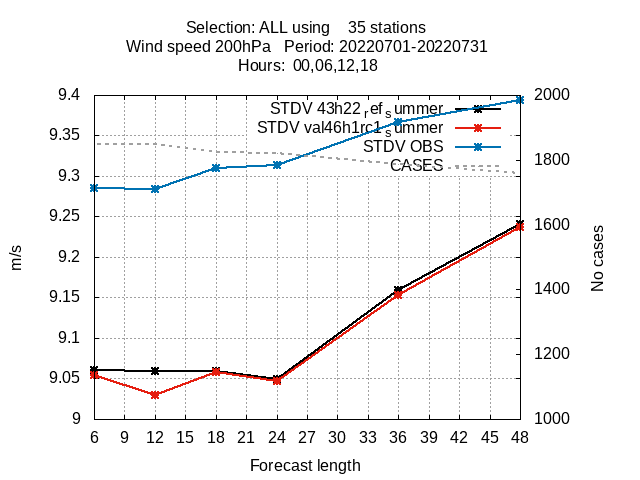 Selection: ALL using    35 stations
Wind speed 200hPa   Period: 20220701-20220731
Hours:  00,06,12,18
9.4
9.35
9.3
9.25
9.2
9.15
9.1
9.05
9
m/s
STDV 43h22ref_summer
STDV val46h1rc1summer
STDV OBS
CASES
2000
1800
1600
1400
1200
1000
No cases
6 9 12 15 18 21 24 27 30 33 36 39 42 45 48
Forecast length